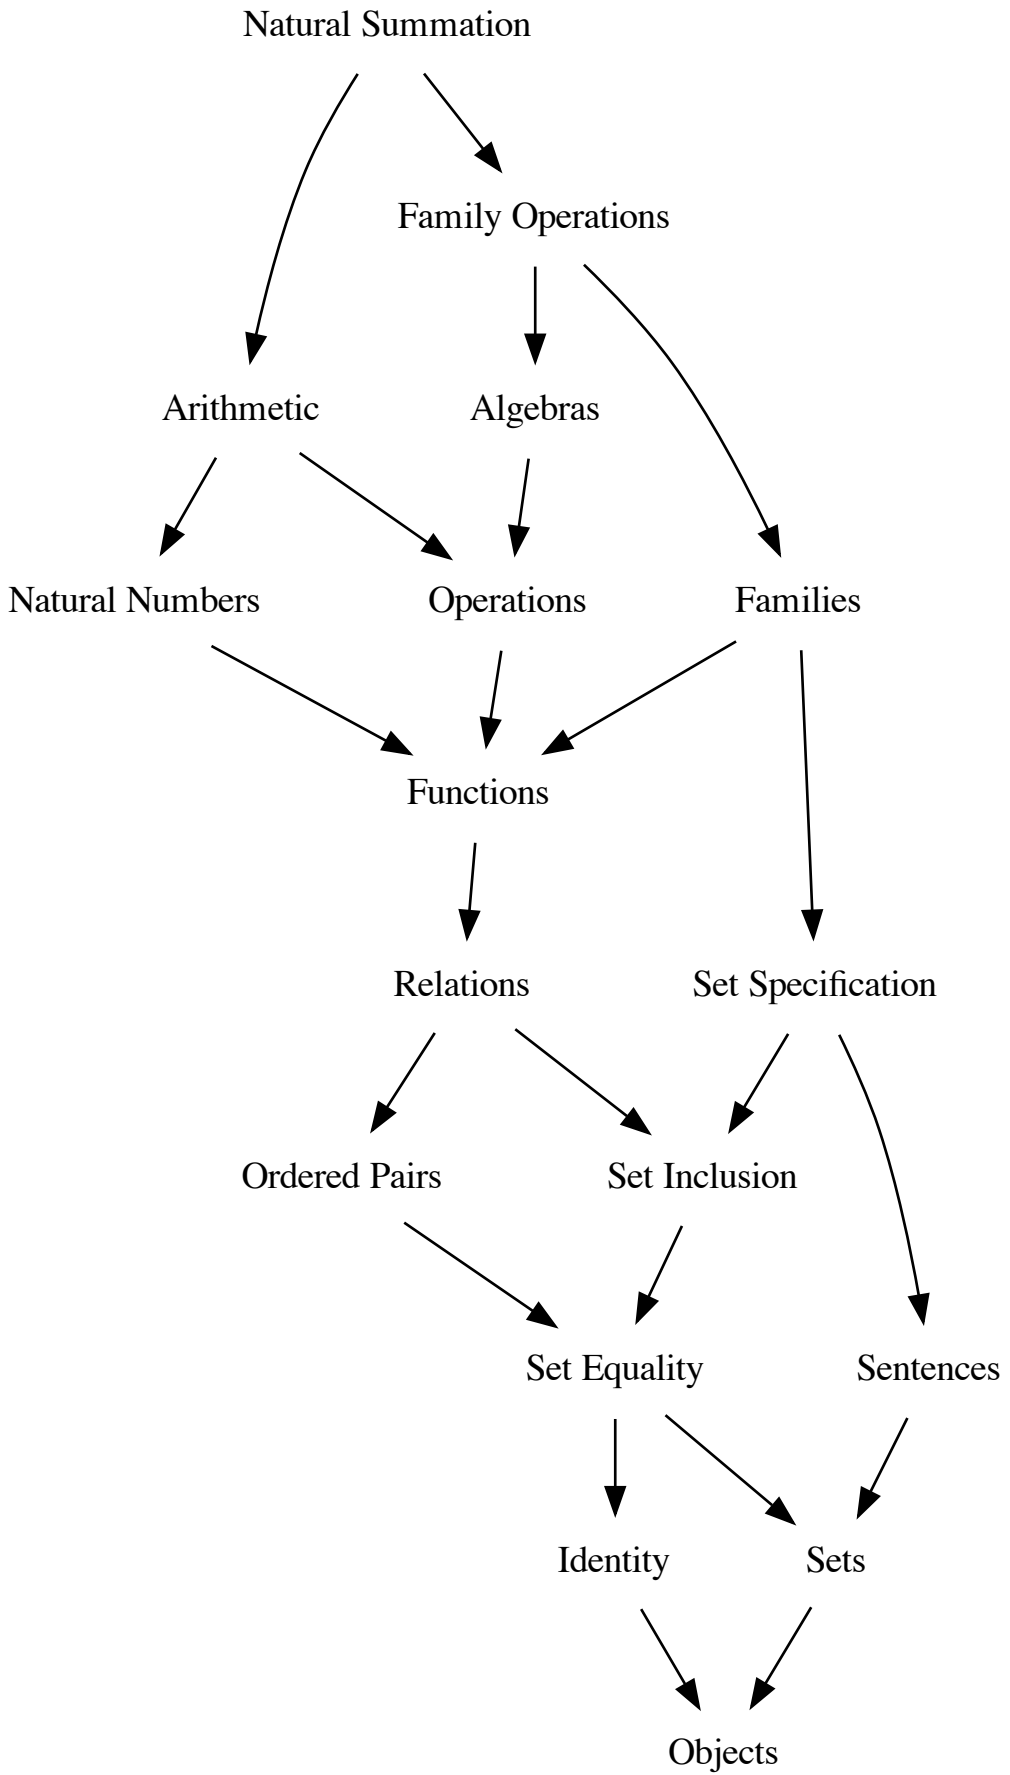 Natural Summation
Family Operations
Arithmetic
Algebras
Natural Numbers
Operations
Families
Functions
Relations
Set Specification
Ordered Pairs
Set Inclusion
Set Equality
Sentences
Identity
Sets
Objects